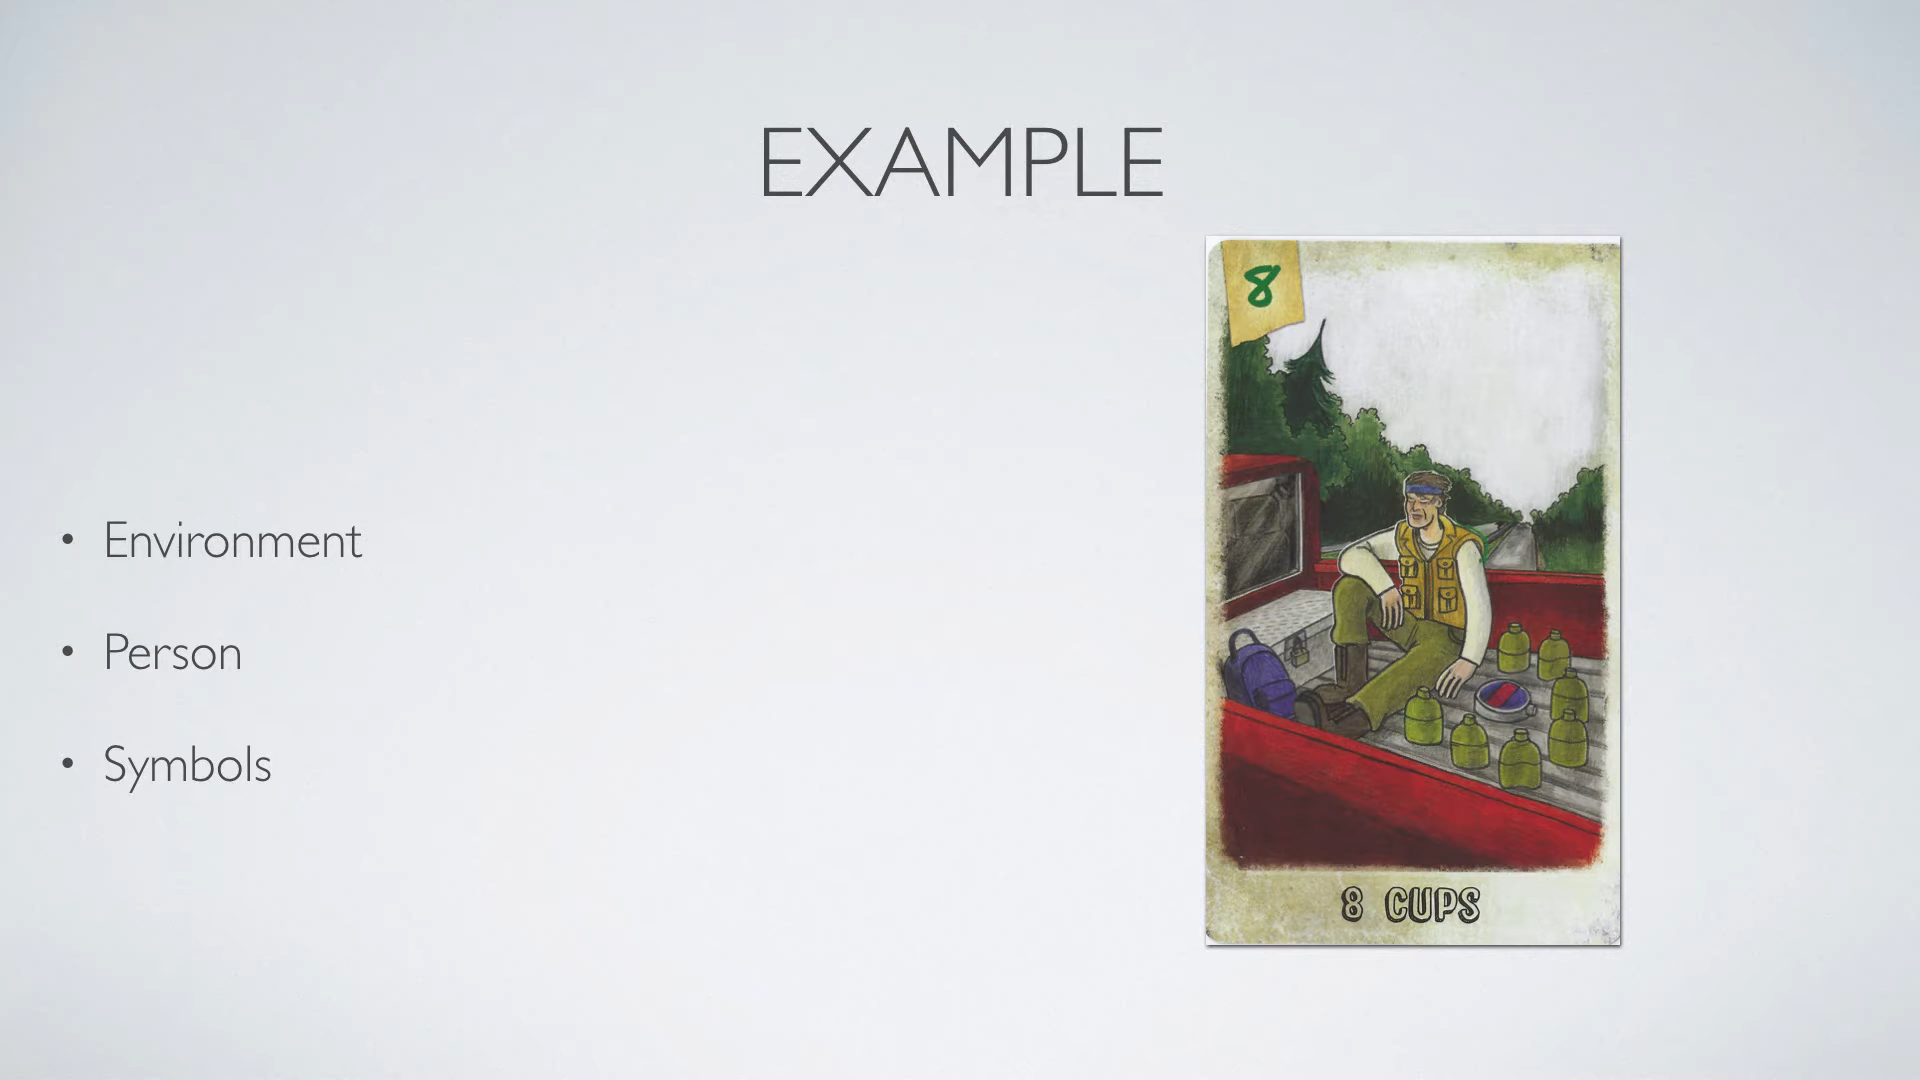 EXAMPLE
• Environment
• Person
• Symbols
8
8 CUPS